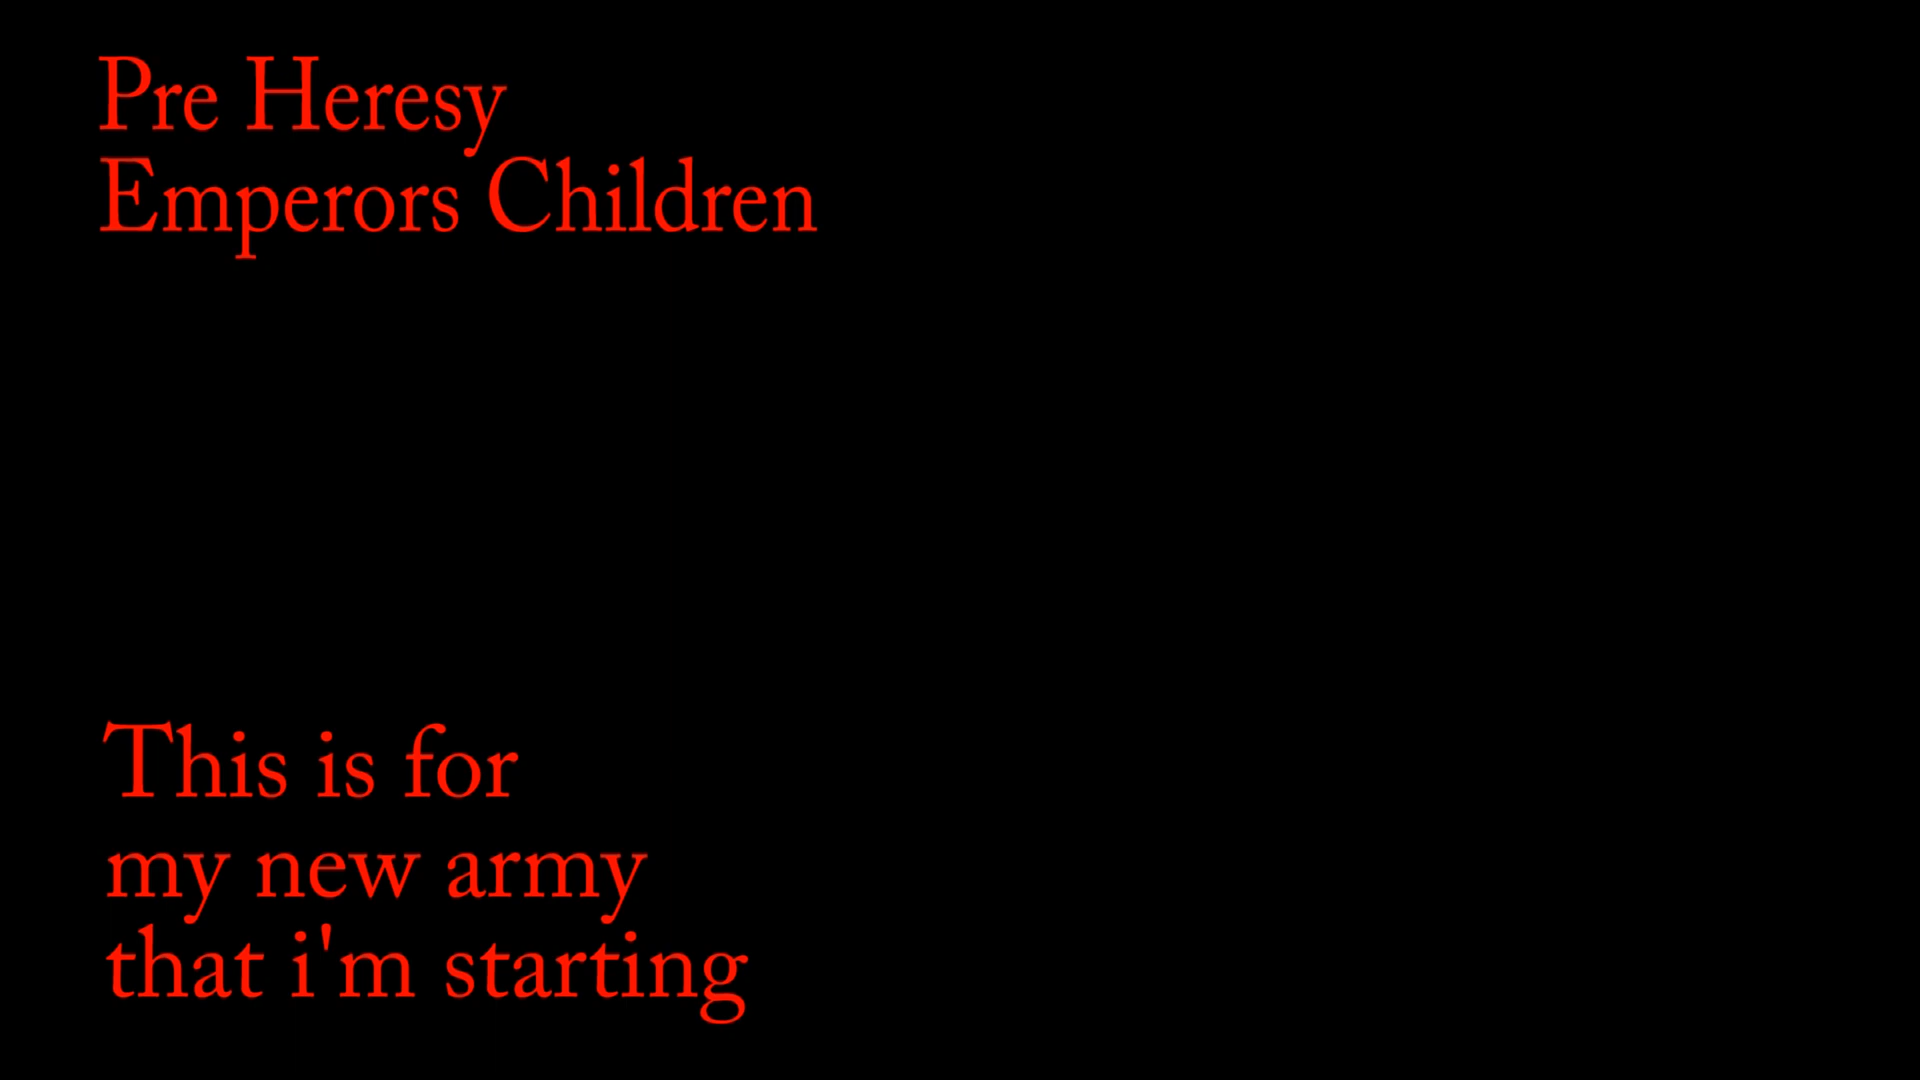 Pre Heresy
Emperors Children
This is for
my new army
that i'm starting